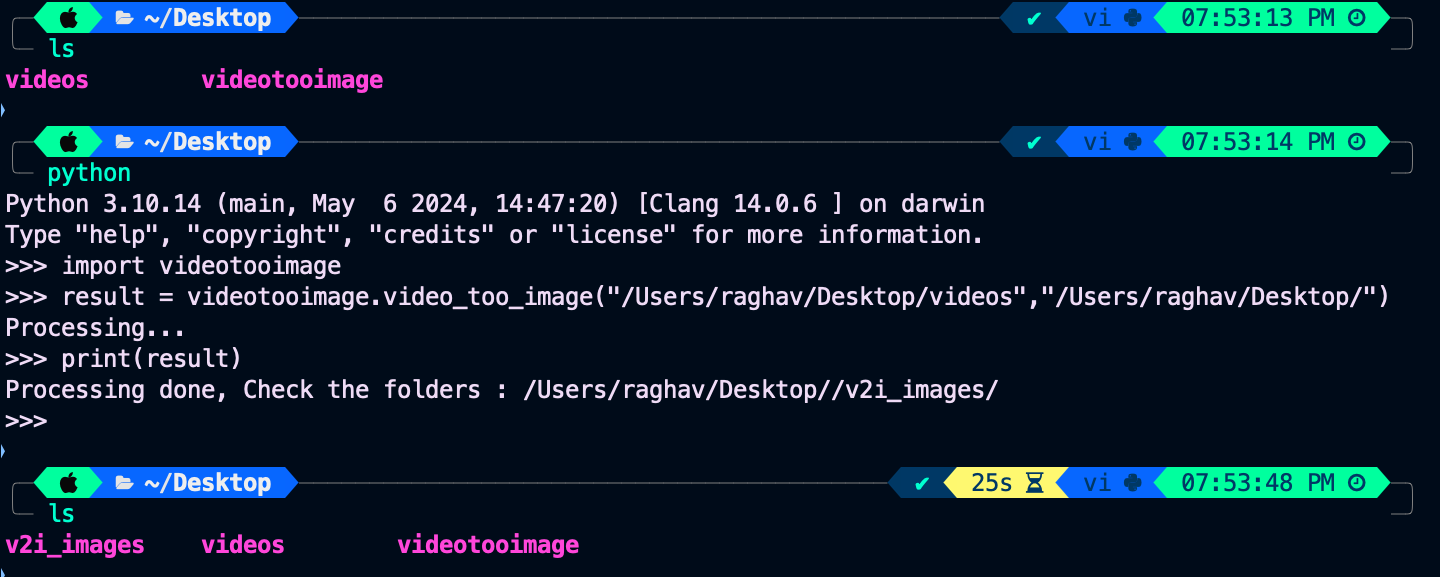 ~/Desktop ✔ vi 07:53:13 PM
ls
videos videotooimage
~/Desktop ✔ vi 07:53:14 PM
python
Python 3.10.14 (main, May  6 2024, 14:47:20) [Clang 14.0.6 ] on darwin
Type "help", "copyright", "credits" or "license" for more information.
>>> import videotooimage
>>> result = videotooimage.video_too_image("/Users/raghav/Desktop/videos","/Users/raghav/Desktop/")
Processing...
>>> print(result)
Processing done, Check the folders : /Users/raghav/Desktop//v2i_images/
>>>
~/Desktop ✔ 25s vi 07:53:48 PM
ls
v2i_images videos videotooimage